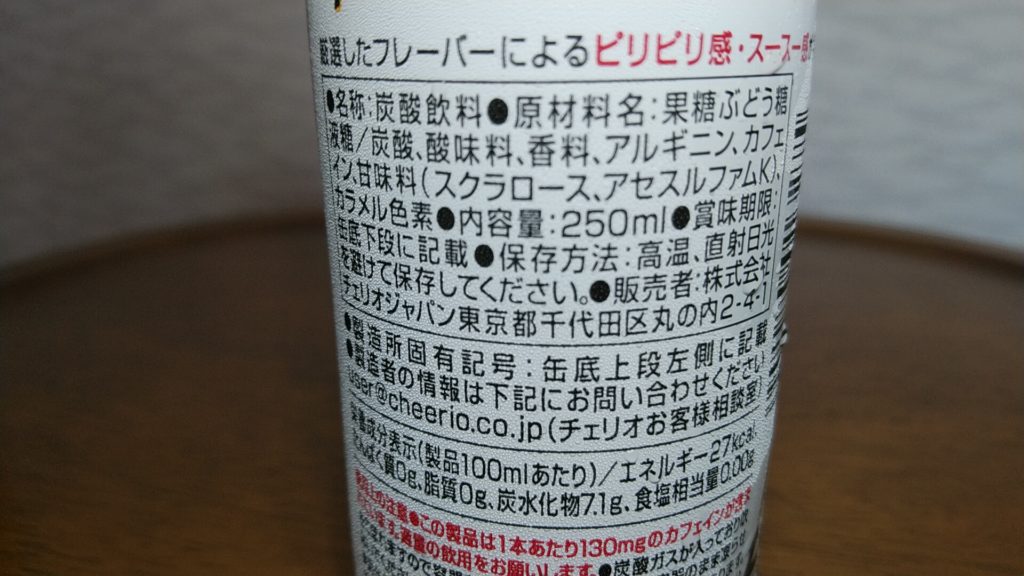 厳選したフレーバーによるピリピリ感・スースー感
●名称:炭酸飲料●原材料名:果糖ぶどう糖
液糖/炭酸、酸味料、香料、アルギニン、カフェ
イン、甘味料(スクラロース、アセスルファムK)、
カラメル色素●内容量:250ml●賞味期限:
缶底下段に記載●保存方法:高温、直射日光
を避けて保存してください。●販売者:株式会社
チェリオジャパン東京都千代田区丸の内2-4-1
●製造所固有記号:缶底上段左側に記載
●製造者の情報は下記にお問い合わせください
user@cheerio.co.jp(チェリオお客様相談室)
栄養成分表示(製品100mlあたり)/エネルギー27kcal
たんぱく質0g、脂質0g、炭水化物7.1g、食塩相当量0.00g
●この製品は1本あたり130mgのカフェインが
適量の飲用をお願いします。●炭酸ガスが入っており